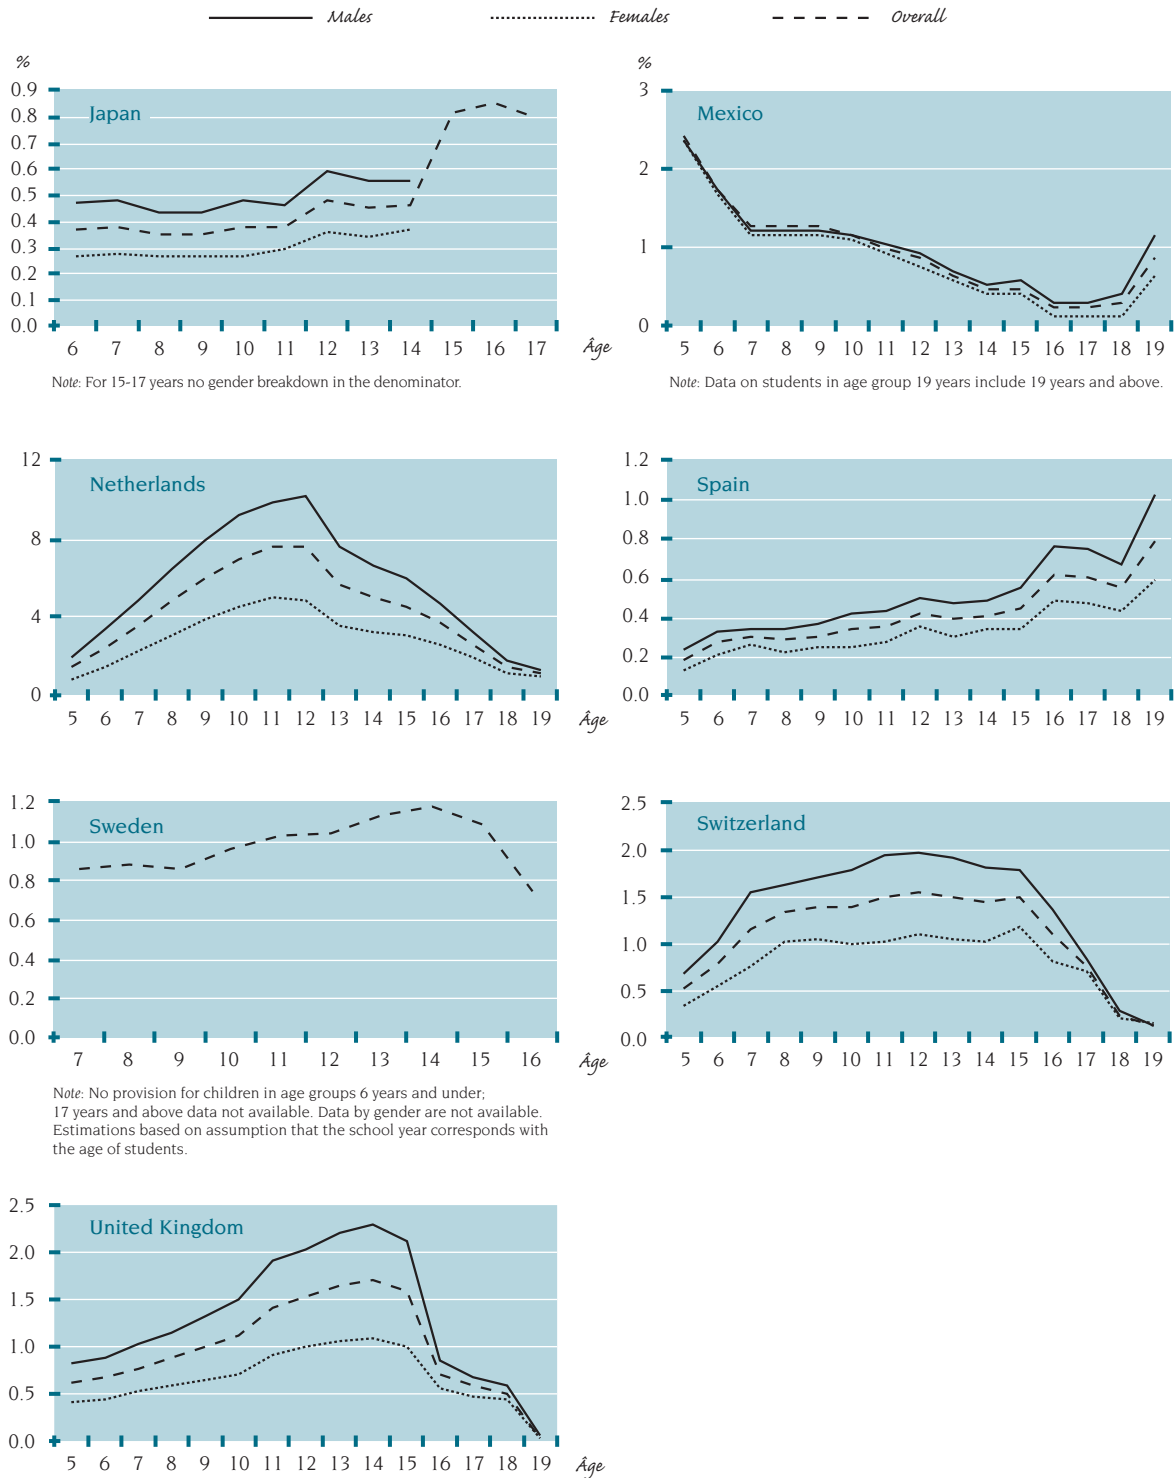 Males Females Overall
%
0.9
0.8
0.7
0.6
0.5
0.4
0.3
0.2
0.1
0.0
Japan
6 7 8 9 10 11 12 13 14 15 16 17 Âge
Note: For 15-17 years no gender breakdown in the denominator.
%
3
2
1
0
Mexico
5 6 7 8 9 10 11 12 13 14 15 16 17 18 19
Note: Data on students in age group 19 years include 19 years and above.
12
8
4
0
Netherlands
5 6 7 8 9 10 11 12 13 14 15 16 17 18 19 Âge
1.2
1.0
0.8
0.6
0.4
0.2
0.0
Spain
5 6 7 8 9 10 11 12 13 14 15 16 17 18 19
1.2
1.0
0.8
0.6
0.4
0.2
0.0
Sweden
7 8 9 10 11 12 13 14 15 16 Âge
Note: No provision for children in age groups 6 years and under;
17 years and above data not available. Data by gender are not available.
Estimations based on assumption that the school year corresponds with
the age of students.
2.5
2.0
1.5
1.0
0.5
0.0
Switzerland
5 6 7 8 9 10 11 12 13 14 15 16 17 18 19
2.5
2.0
1.5
1.0
0.5
0.0
United Kingdom
5 6 7 8 9 10 11 12 13 14 15 16 17 18 19 Âge